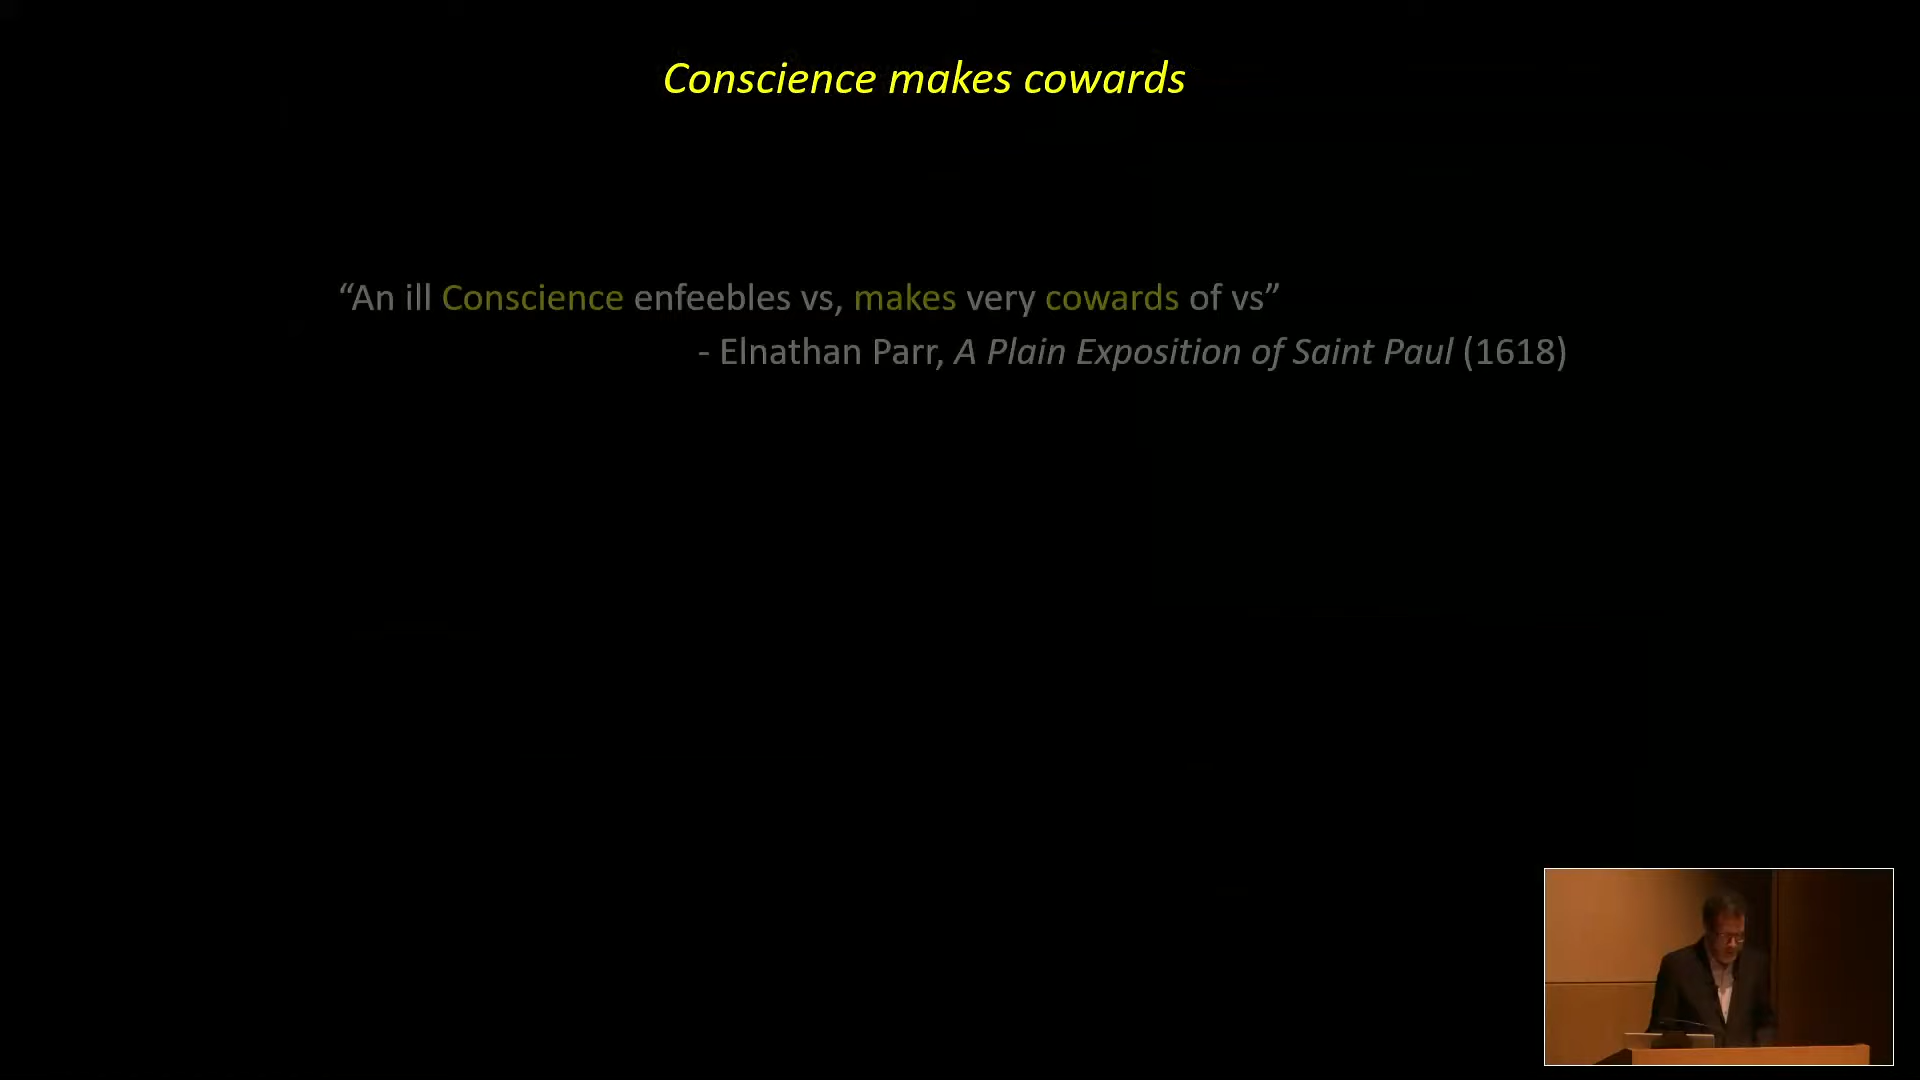 Conscience makes cowards
“An ill Conscience enfeebles vs, makes very cowards of vs”
- Elnathan Parr, A Plain Exposition of Saint Paul (1618)